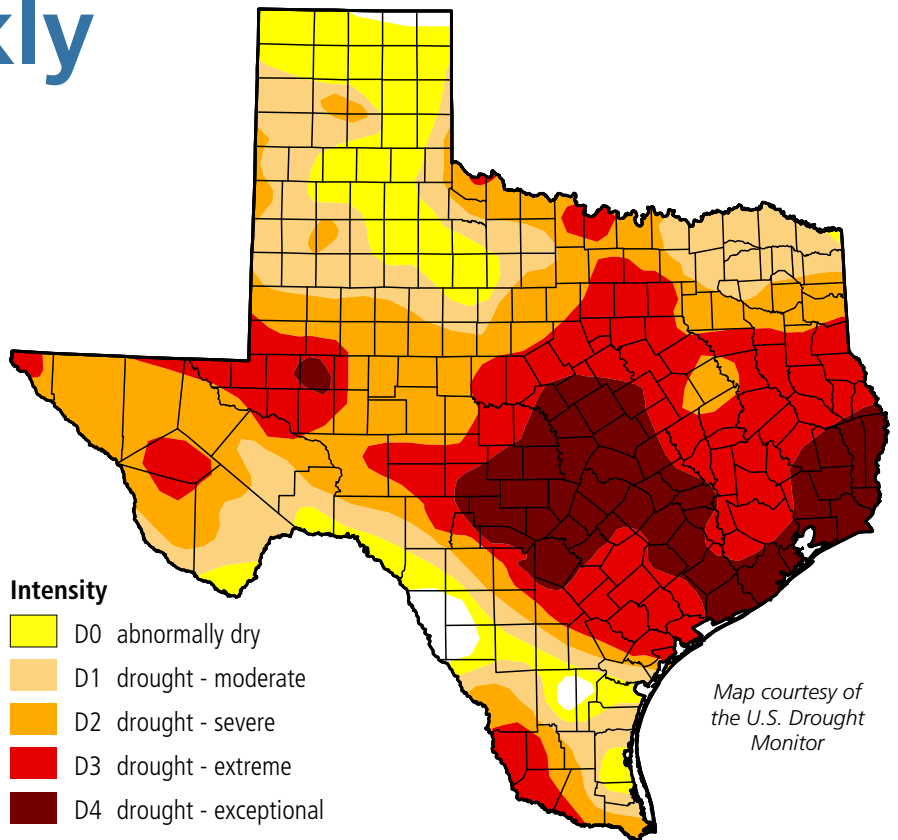 kly
Intensity
D0 abnormally dry
D1 drought - moderate
D2 drought - severe
D3 drought - extreme
D4 drought - exceptional
Map courtesy of
the U.S. Drought
Monitor